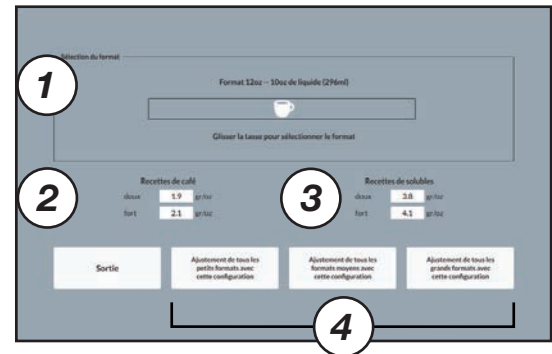 Sélection du format
1
Format 12oz – 10oz de liquide (296ml)
Glisser la tasse pour sélectionner le format
2
Recettes de café
doux 1.9 gr/oz
fort 2.1 gr/oz
3
Recettes de solubles
doux 3.8 gr/oz
fort 4.1 gr/oz
Sortie
Ajustement de tous les
petits formats avec
cette configuration
Ajustement de tous les
formats moyens avec
cette configuration
Ajustement de tous les
grands formats avec
cette configuration
4